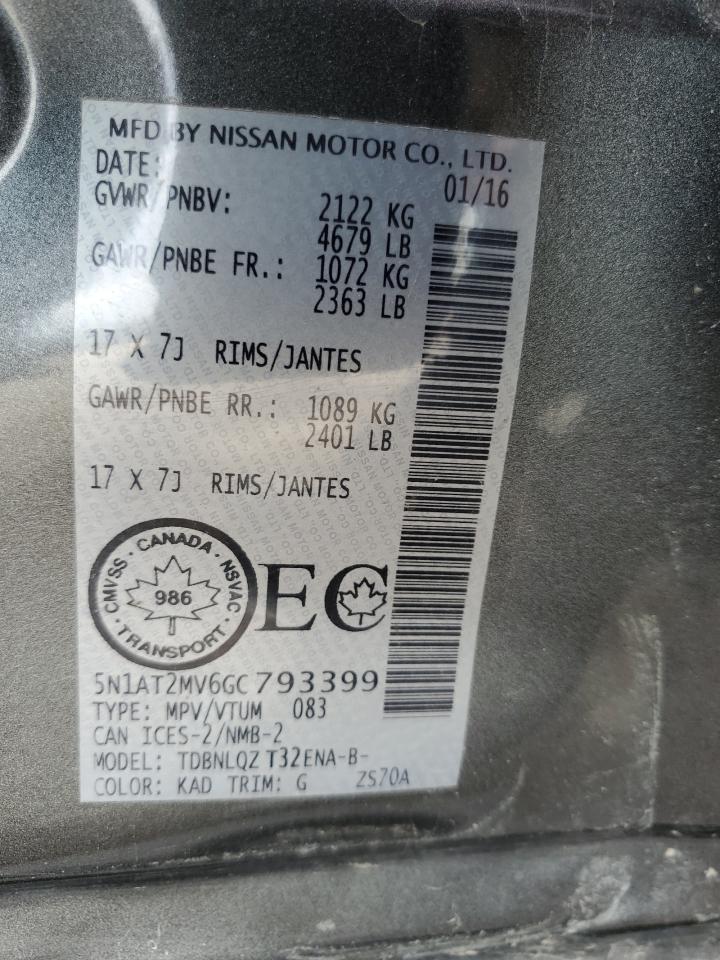 MFD BY NISSAN MOTOR CO., LTD.
DATE: 01/16
GVWR/PNBV: 2122 KG
4679 LB
GAWR/PNBE FR.: 1072 KG
2363 LB
17 X 7J RIMS/JANTES
GAWR/PNBE RR.: 1089 KG
2401 LB
17 X 7J RIMS/JANTES
CMVSS · CANADA · NSVAC · TRANSPORT ·
986
EC
5N1AT2MV6GC793399
TYPE: MPV/VTUM 083
CAN ICES-2/NMB-2
MODEL: TDBNLQZ T32ENA-B-
COLOR: KAD TRIM: G ZS70A